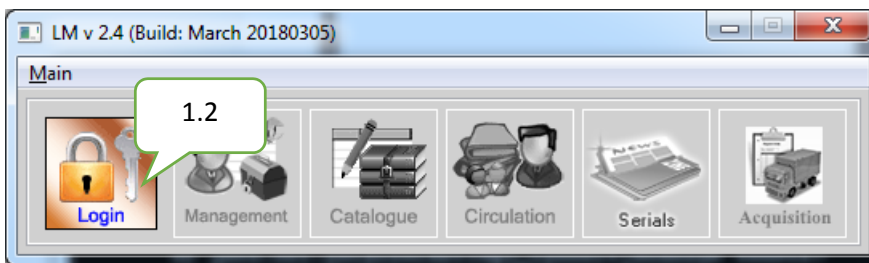 LM v 2.4 (Build: March 20180305)
Main
1.2
Login Management Catalogue Circulation Serials Acquisition